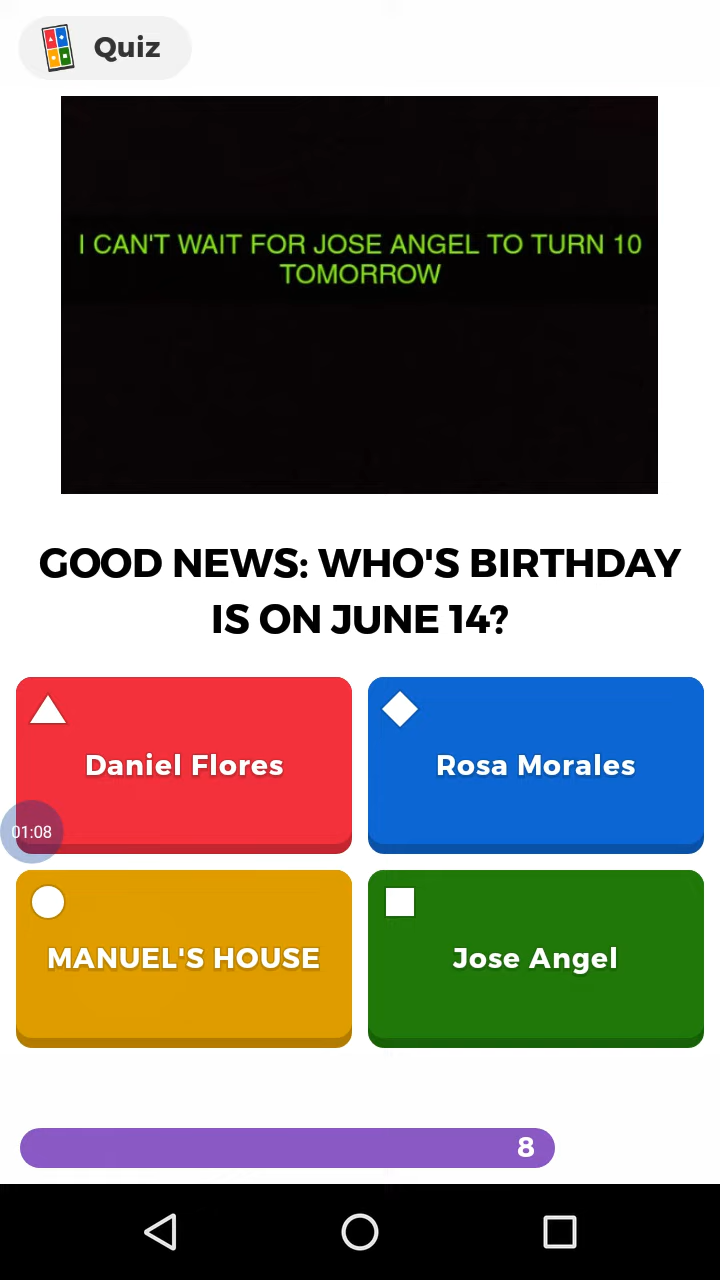 Quiz
I CAN'T WAIT FOR JOSE ANGEL TO TURN 10
TOMORROW
GOOD NEWS: WHO'S BIRTHDAY
IS ON JUNE 14?
Daniel Flores
Rosa Morales
01:08
MANUEL'S HOUSE
Jose Angel
8